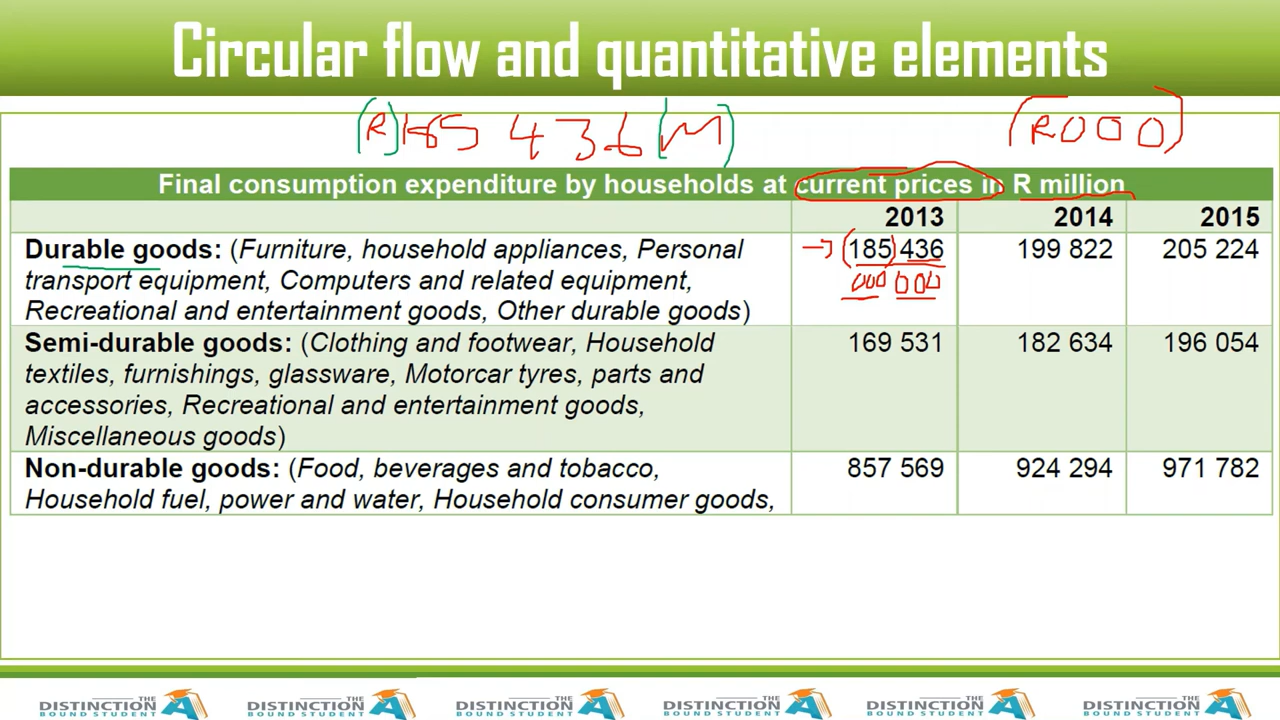 Circular flow and quantitative elements
(R) 185 436 (M) (R000)
Final consumption expenditure by households at current prices in R million
2013 2014 2015
Durable goods: (Furniture, household appliances, Personal → (185) 436 199 822 205 224
transport equipment, Computers and related equipment, 000 000
Recreational and entertainment goods, Other durable goods)
Semi-durable goods: (Clothing and footwear, Household 169 531 182 634 196 054
textiles, furnishings, glassware, Motorcar tyres, parts and
accessories, Recreational and entertainment goods,
Miscellaneous goods)
Non-durable goods: (Food, beverages and tobacco, 857 569 924 294 971 782
Household fuel, power and water, Household consumer goods,
THE DISTINCTION BOUND STUDENT A THE DISTINCTION BOUND STUDENT A THE DISTINCTION BOUND STUDENT A THE DISTINCTION BOUND STUDENT A THE DISTINCTION BOUND STUDENT A THE DISTINCTION BOUND STUDENT A